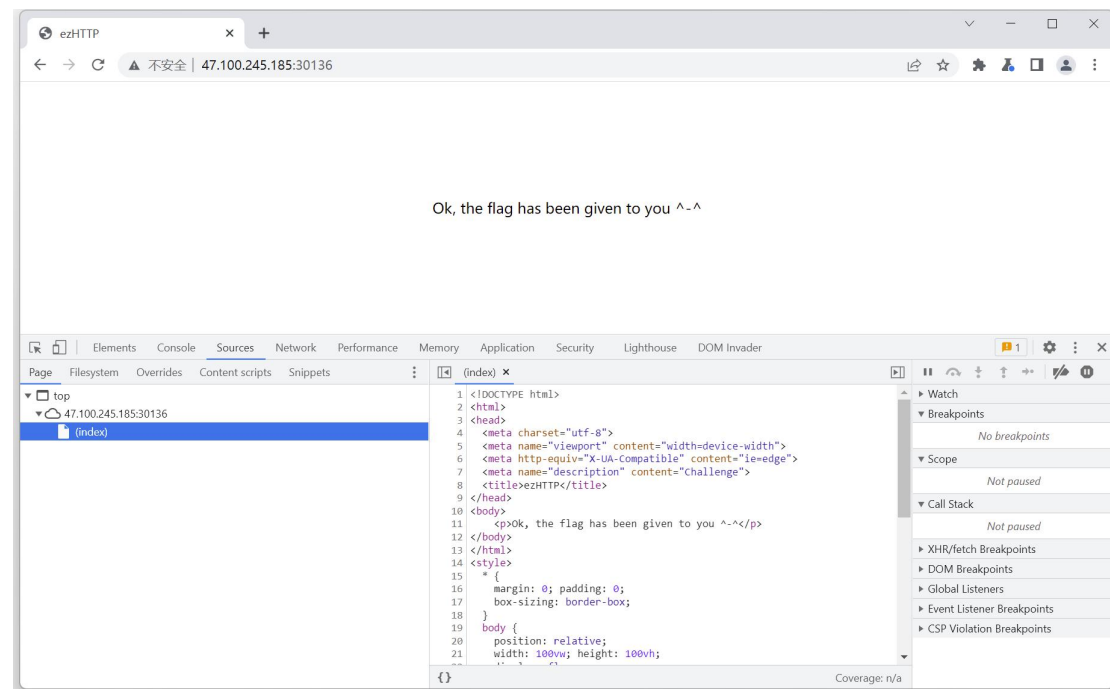 ezHTTP
不安全 | 47.100.245.185:30136
Ok, the flag has been given to you ^-^
Elements Console Sources Network Performance Memory Application Security Lighthouse DOM Invader 1
Page Filesystem Overrides Content scripts Snippets
top
47.100.245.185:30136
(index)
(index)
1 <!DOCTYPE html>
2 <html>
3 <head>
4 <meta charset="utf-8">
5 <meta name="viewport" content="width=device-width">
6 <meta http-equiv="X-UA-Compatible" content="ie=edge">
7 <meta name="description" content="Challenge">
8 <title>ezHTTP</title>
9 </head>
10 <body>
11 <p>Ok, the flag has been given to you ^-^</p>
12 </body>
13 </html>
14 <style>
15 * {
16 margin: 0; padding: 0;
17 box-sizing: border-box;
18 }
19 body {
20 position: relative;
21 width: 100vw; height: 100vh;
{} Coverage: n/a
Watch
Breakpoints
No breakpoints
Scope
Not paused
Call Stack
Not paused
XHR/fetch Breakpoints
DOM Breakpoints
Global Listeners
Event Listener Breakpoints
CSP Violation Breakpoints